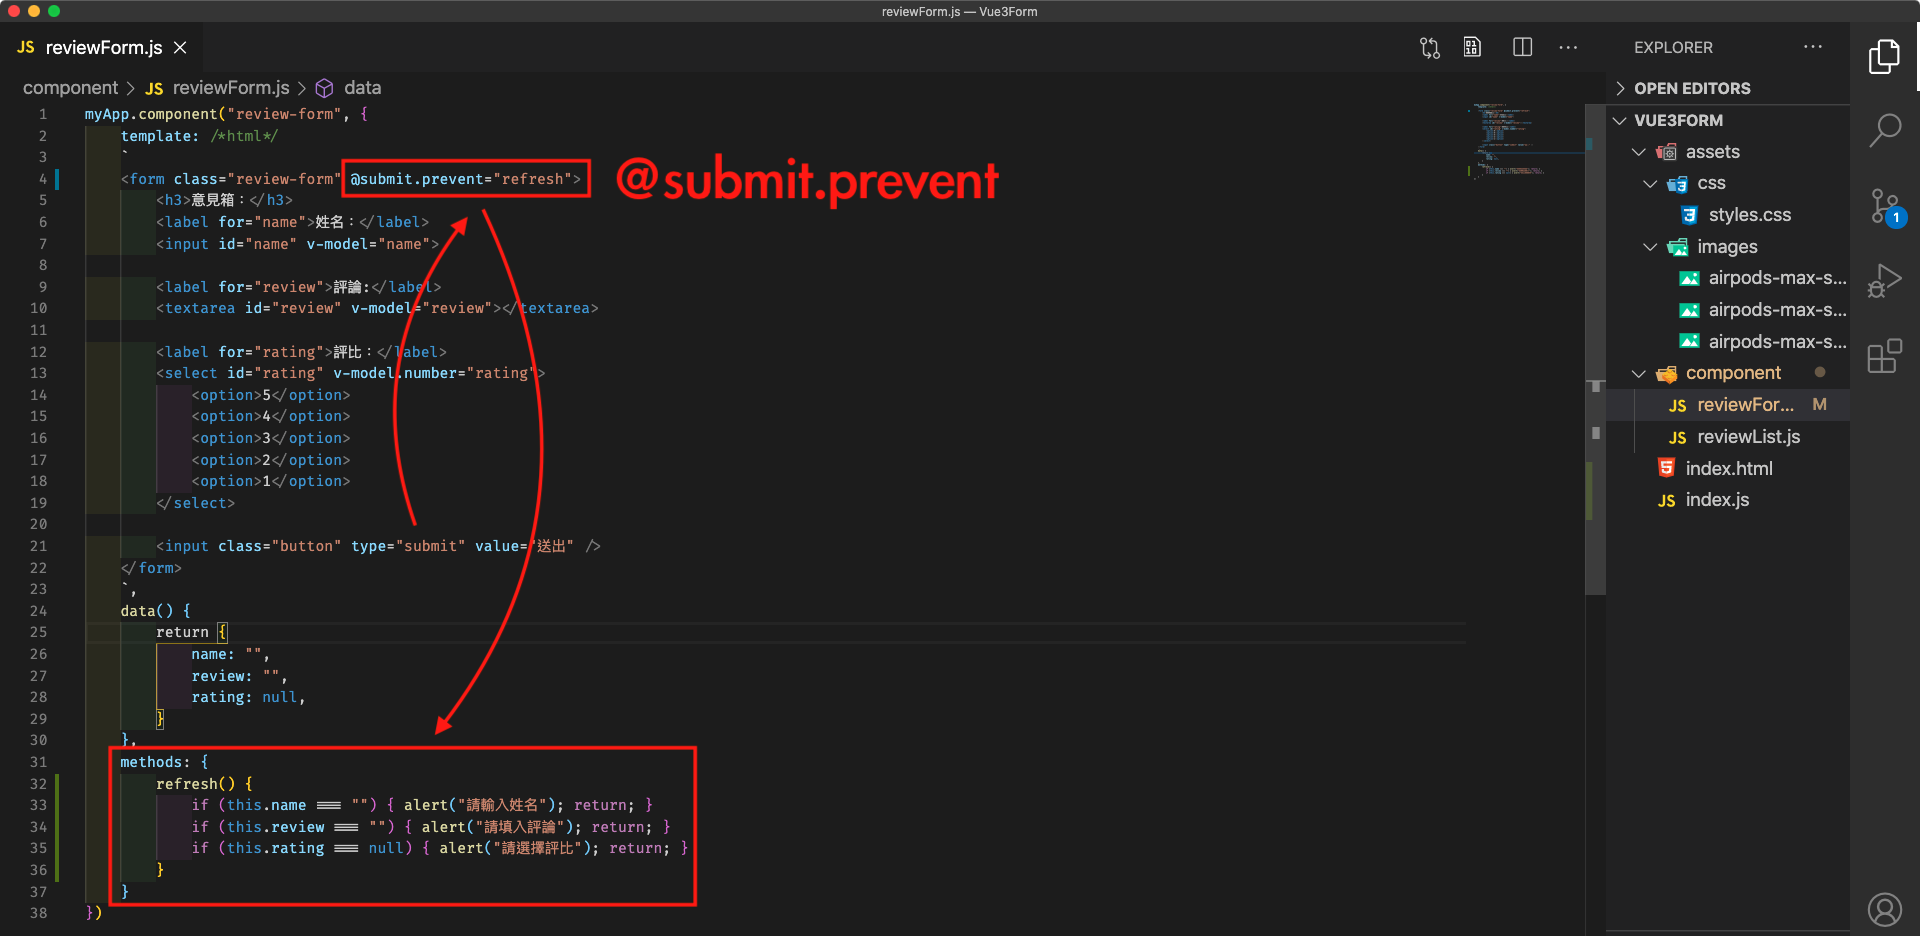 reviewForm.js — Vue3Form
JS reviewForm.js
component > JS reviewForm.js > data
1 myApp.component("review-form", {
2 template: /*html*/
3 `
4 <form class="review-form" @submit.prevent="refresh">
@submit.prevent
5 <h3>意見箱：</h3>
6 <label for="name">姓名：</label>
7 <input id="name" v-model="name">
8
9 <label for="review">評論:</label>
10 <textarea id="review" v-model="review"></textarea>
11
12 <label for="rating">評比：</label>
13 <select id="rating" v-model.number="rating">
14 <option>5</option>
15 <option>4</option>
16 <option>3</option>
17 <option>2</option>
18 <option>1</option>
19 </select>
20
21 <input class="button" type="submit" value="送出" />
22 </form>
23 `,
24 data() {
25 return {
26 name: "",
27 review: "",
28 rating: null,
29 }
30 },
31 methods: {
32 refresh() {
33 if (this.name === "") { alert("請輸入姓名"); return; }
34 if (this.review === "") { alert("請填入評論"); return; }
35 if (this.rating === null) { alert("請選擇評比"); return; }
36 }
37 }
38 })
EXPLORER
OPEN EDITORS
VUE3FORM
assets
css
styles.css
images
airpods-max-s...
airpods-max-s...
airpods-max-s...
component
JS reviewFor... M
JS reviewList.js
index.html
JS index.js
1